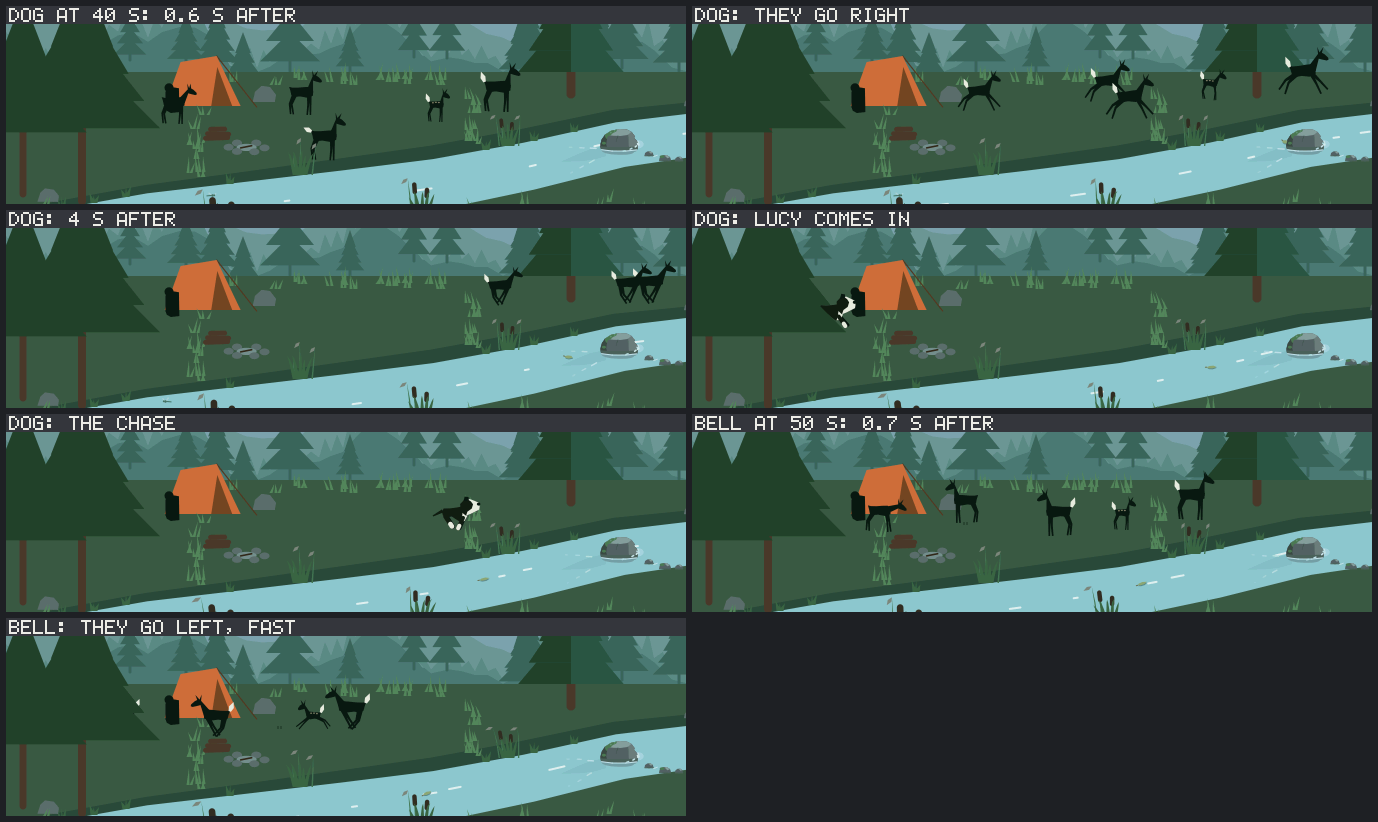 DOG AT 40 S: 0.6 S AFTER
DOG: THEY GO RIGHT
DOG: 4 S AFTER
DOG: LUCY COMES IN
DOG: THE CHASE
BELL AT 50 S: 0.7 S AFTER
BELL: THEY GO LEFT, FAST